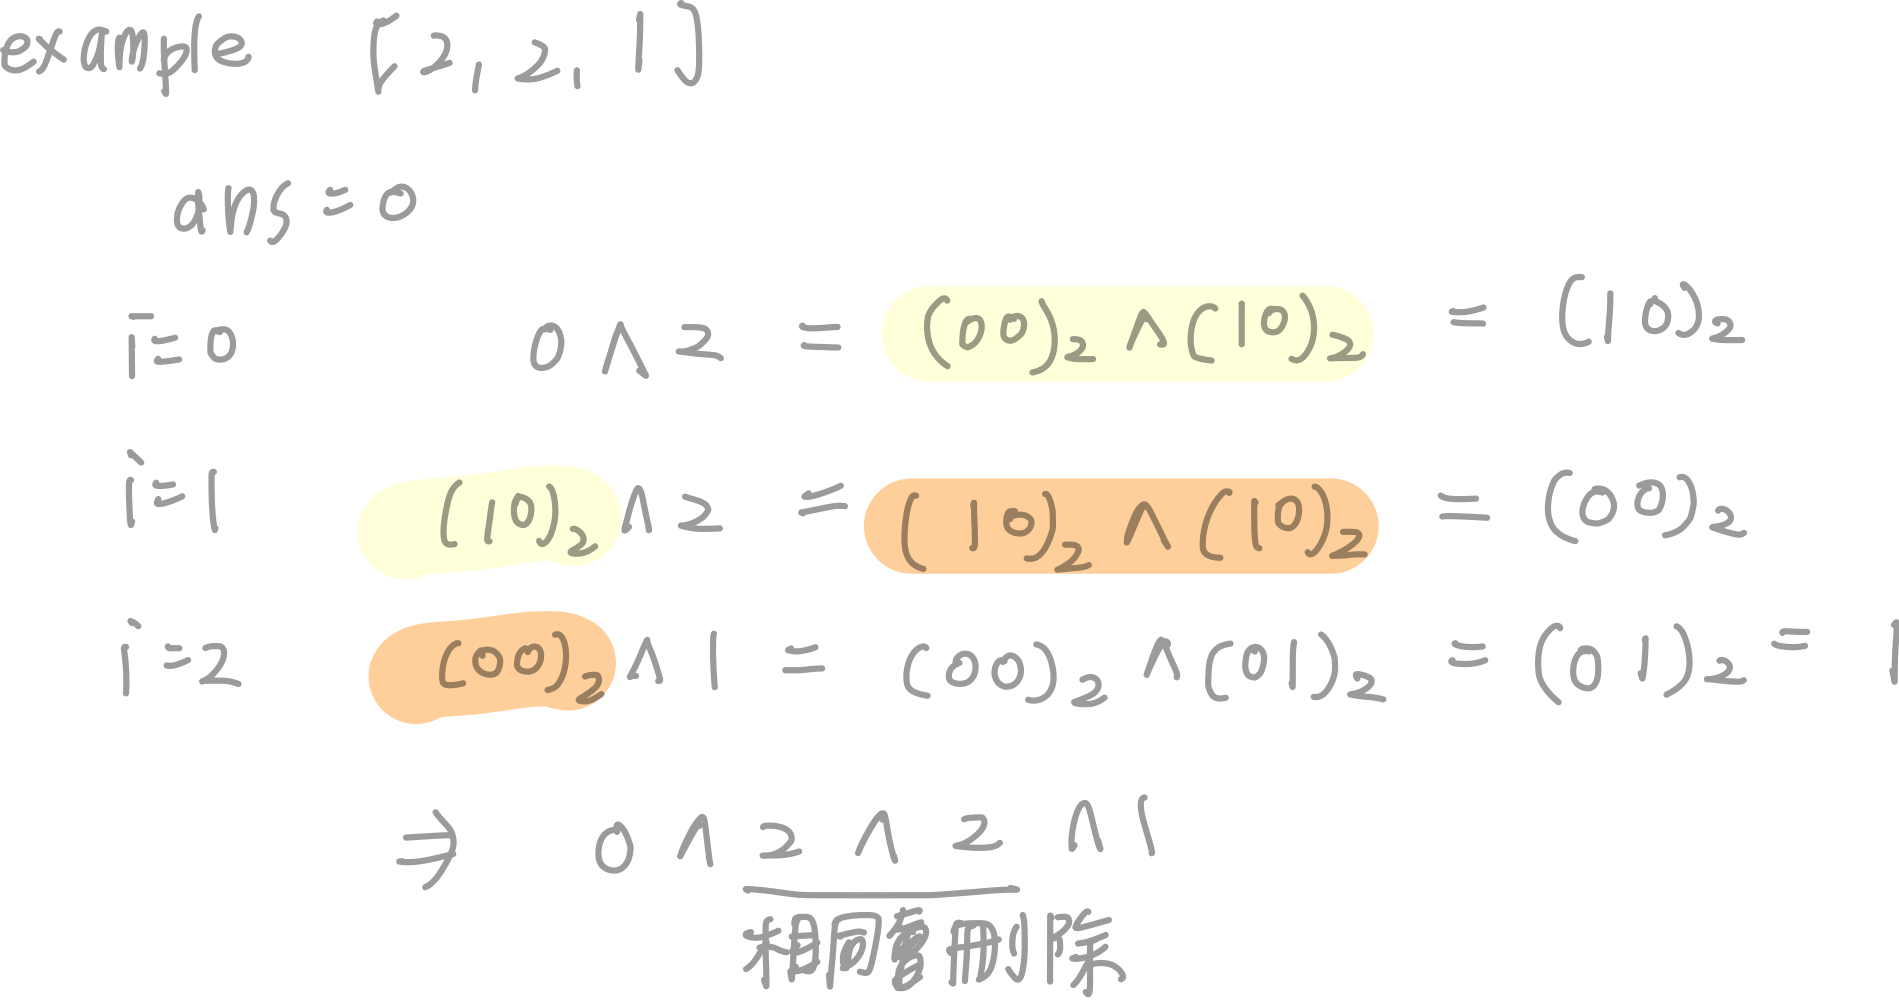 example [2, 2, 1]
ans = 0
i=0 0 ^ 2 = (00)₂ ^ (10)₂ = (10)₂
i=1 (10)₂ ^ 2 = (10)₂ ^ (10)₂ = (00)₂
i=2 (00)₂ ^ 1 = (00)₂ ^ (01)₂ = (01)₂ = 1
⇒ 0 ^ 2 ^ 2 ^ 1
相同會刪除